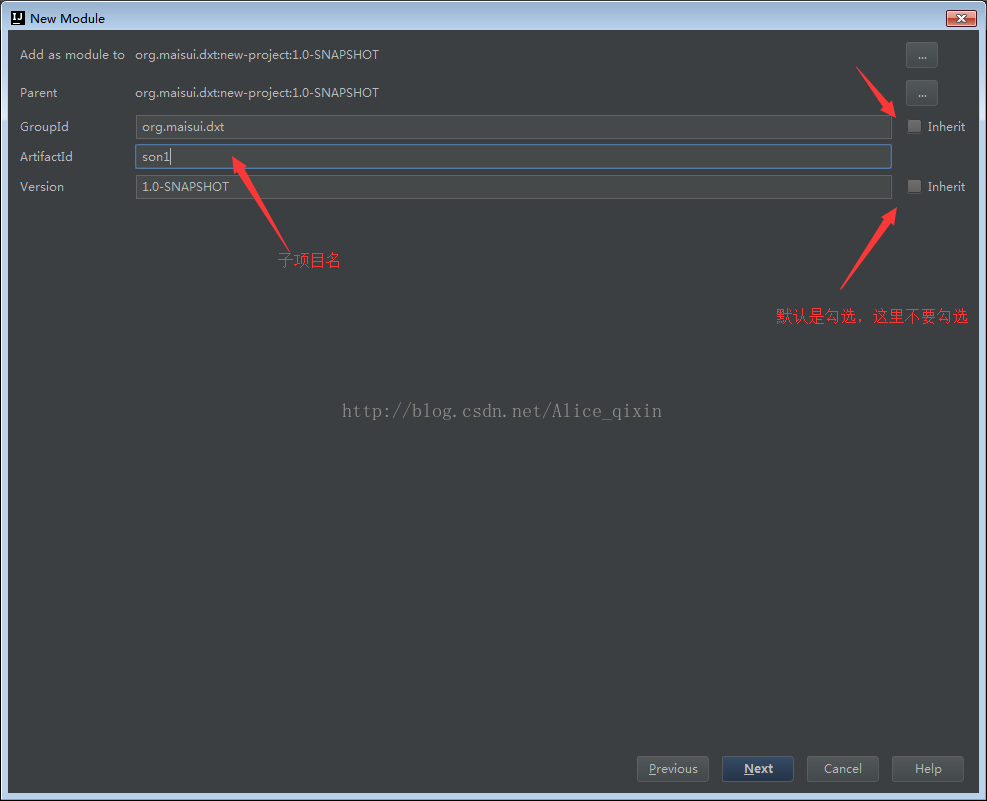 New Module
Add as module to org.maisui.dxt:new-project:1.0-SNAPSHOT ...
Parent org.maisui.dxt:new-project:1.0-SNAPSHOT ...
GroupId org.maisui.dxt Inherit
ArtifactId son1
Version 1.0-SNAPSHOT Inherit
子项目名
默认是勾选，这里不要勾选
http://blog.csdn.net/Alice_qixin
Previous Next Cancel Help